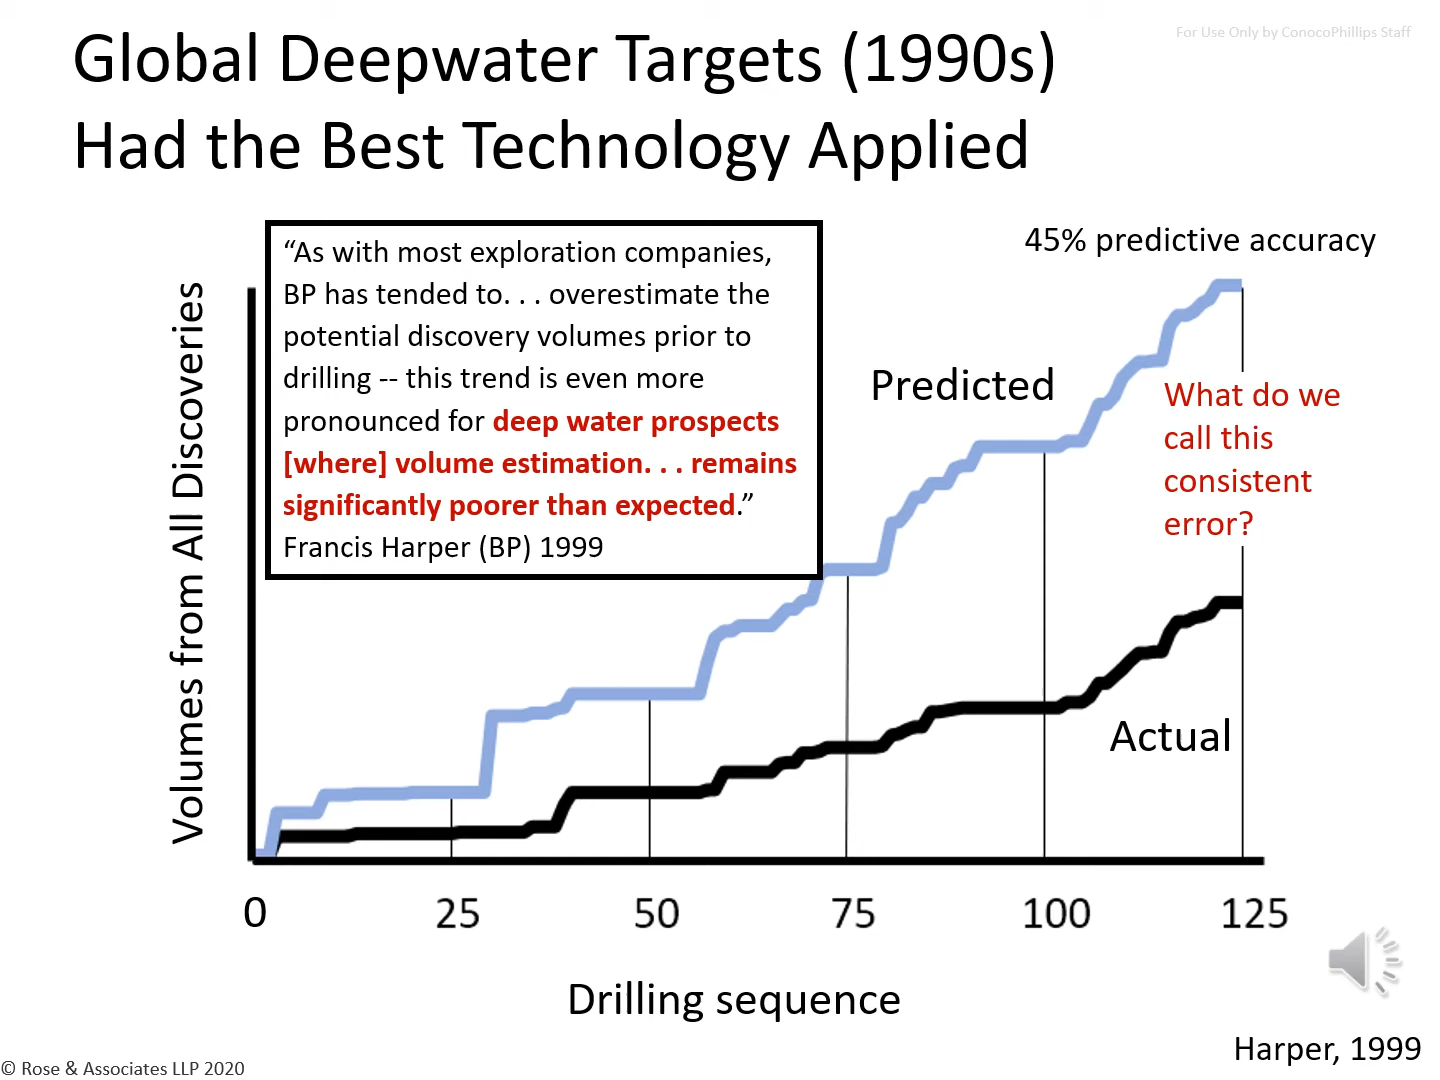 For Use Only by ConocoPhillips Staff
Global Deepwater Targets (1990s)
Had the Best Technology Applied
“As with most exploration companies,
BP has tended to. . . overestimate the
potential discovery volumes prior to
drilling -- this trend is even more
pronounced for deep water prospects
[where] volume estimation. . . remains
significantly poorer than expected.”
Francis Harper (BP) 1999
45% predictive accuracy
Predicted
What do we
call this
consistent
error?
Actual
Volumes from All Discoveries
0 25 50 75 100 125
Drilling sequence
Harper, 1999
© Rose & Associates LLP 2020